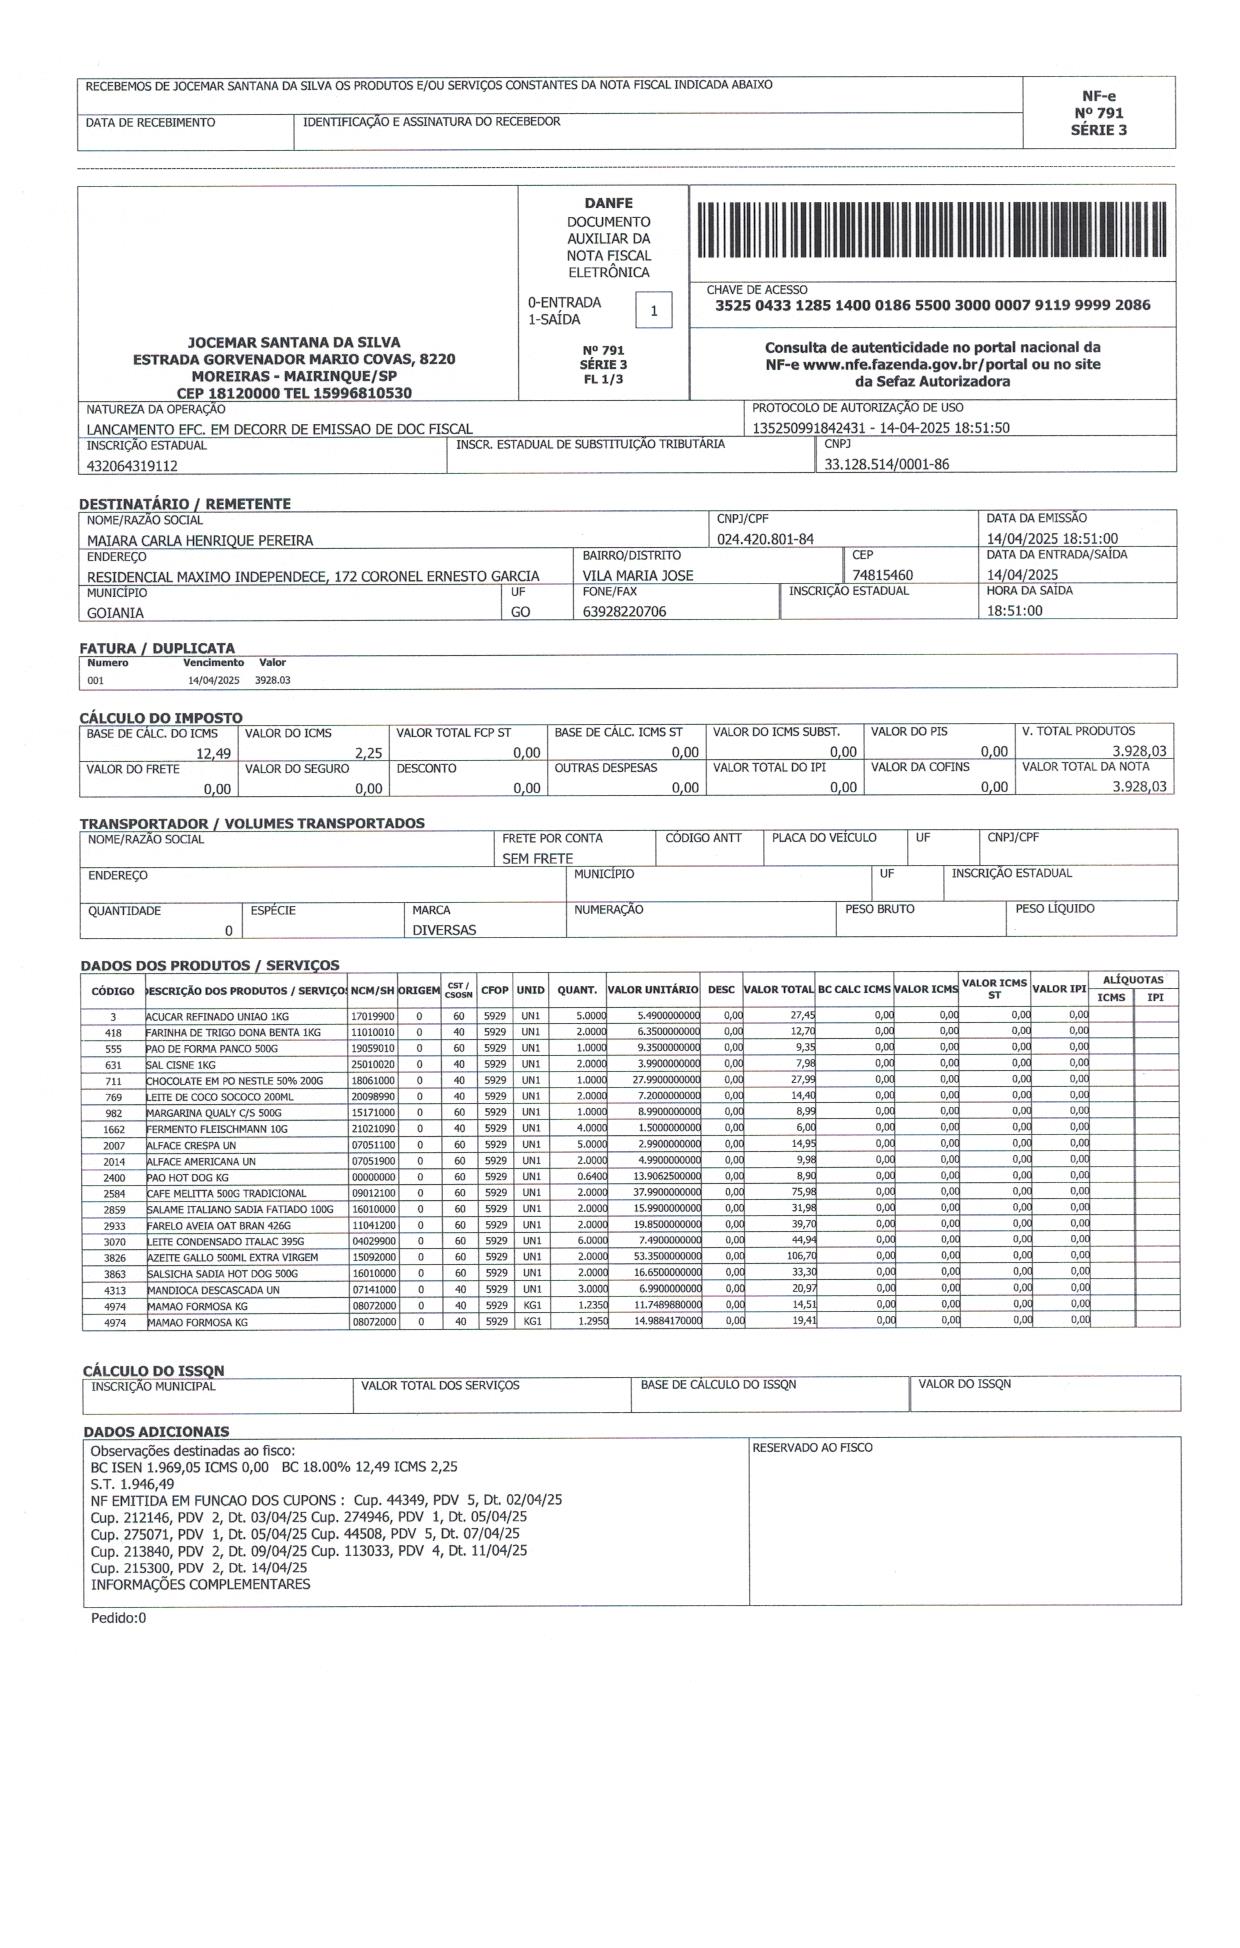 RECEBEMOS DE JOCEMAR SANTANA DA SILVA OS PRODUTOS E/OU SERVIÇOS CONSTANTES DA NOTA FISCAL INDICADA ABAIXO
DATA DE RECEBIMENTO IDENTIFICAÇÃO E ASSINATURA DO RECEBEDOR
NF-e
Nº 791
SÉRIE 3
JOCEMAR SANTANA DA SILVA
ESTRADA GORVENADOR MARIO COVAS, 8220
MOREIRAS - MAIRINQUE/SP
CEP 18120000 TEL 15996810530
DANFE
DOCUMENTO
AUXILIAR DA
NOTA FISCAL
ELETRÔNICA
0-ENTRADA
1-SAÍDA
1
Nº 791
SÉRIE 3
FL 1/3
CHAVE DE ACESSO
3525 0433 1285 1400 0186 5500 3000 0007 9119 9999 2086
Consulta de autenticidade no portal nacional da
NF-e www.nfe.fazenda.gov.br/portal ou no site
da Sefaz Autorizadora
NATUREZA DA OPERAÇÃO PROTOCOLO DE AUTORIZAÇÃO DE USO
LANCAMENTO EFC. EM DECORR DE EMISSAO DE DOC FISCAL 135250991842431 - 14-04-2025 18:51:50
INSCRIÇÃO ESTADUAL INSCR. ESTADUAL DE SUBSTITUIÇÃO TRIBUTÁRIA CNPJ
432064319112 33.128.514/0001-86
DESTINATÁRIO / REMETENTE
NOME/RAZÃO SOCIAL CNPJ/CPF DATA DA EMISSÃO
MAIARA CARLA HENRIQUE PEREIRA 024.420.801-84 14/04/2025 18:51:00
ENDEREÇO BAIRRO/DISTRITO CEP DATA DA ENTRADA/SAÍDA
RESIDENCIAL MAXIMO INDEPENDECE, 172 CORONEL ERNESTO GARCIA VILA MARIA JOSE 74815460 14/04/2025
MUNICÍPIO UF FONE/FAX INSCRIÇÃO ESTADUAL HORA DA SAÍDA
GOIANIA GO 63928220706 18:51:00
FATURA / DUPLICATA
Numero Vencimento Valor
001 14/04/2025 3928.03
CÁLCULO DO IMPOSTO
BASE DE CÁLC. DO ICMS VALOR DO ICMS VALOR TOTAL FCP ST BASE DE CÁLC. ICMS ST VALOR DO ICMS SUBST. VALOR DO PIS V. TOTAL PRODUTOS
12,49 2,25 0,00 0,00 0,00 0,00 3.928,03
VALOR DO FRETE VALOR DO SEGURO DESCONTO OUTRAS DESPESAS VALOR TOTAL DO IPI VALOR DA COFINS VALOR TOTAL DA NOTA
0,00 0,00 0,00 0,00 0,00 0,00 3.928,03
TRANSPORTADOR / VOLUMES TRANSPORTADOS
NOME/RAZÃO SOCIAL FRETE POR CONTA CÓDIGO ANTT PLACA DO VEÍCULO UF CNPJ/CPF
SEM FRETE
ENDEREÇO MUNICÍPIO UF INSCRIÇÃO ESTADUAL
QUANTIDADE ESPÉCIE MARCA NUMERAÇÃO PESO BRUTO PESO LÍQUIDO
0 DIVERSAS
DADOS DOS PRODUTOS / SERVIÇOS
CÓDIGO DESCRIÇÃO DOS PRODUTOS / SERVIÇOS NCM/SH ORIGEM CST / CSOSN CFOP UNID QUANT. VALOR UNITÁRIO DESC VALOR TOTAL BC CALC ICMS VALOR ICMS VALOR ICMS ST VALOR IPI ALÍQUOTAS ICMS IPI
3 ACUCAR REFINADO UNIAO 1KG 17019900 0 60 5929 UN1 5.0000 5.4900000000 0,00 27,45 0,00 0,00 0,00 0,00
418 FARINHA DE TRIGO DONA BENTA 1KG 11010010 0 40 5929 UN1 2.0000 6.3500000000 0,00 12,70 0,00 0,00 0,00 0,00
555 PAO DE FORMA PANCO 500G 19059010 0 60 5929 UN1 1.0000 9.3500000000 0,00 9,35 0,00 0,00 0,00 0,00
631 SAL CISNE 1KG 25010020 0 40 5929 UN1 2.0000 3.9900000000 0,00 7,98 0,00 0,00 0,00 0,00
711 CHOCOLATE EM PO NESTLE 50% 200G 18061000 0 40 5929 UN1 1.0000 27.9900000000 0,00 27,99 0,00 0,00 0,00 0,00
769 LEITE DE COCO SOCOCO 200ML 20098990 0 40 5929 UN1 2.0000 7.2000000000 0,00 14,40 0,00 0,00 0,00 0,00
982 MARGARINA QUALY C/S 500G 15171000 0 60 5929 UN1 1.0000 8.9900000000 0,00 8,99 0,00 0,00 0,00 0,00
1662 FERMENTO FLEISCHMANN 10G 21021090 0 40 5929 UN1 4.0000 1.5000000000 0,00 6,00 0,00 0,00 0,00 0,00
2007 ALFACE CRESPA UN 07051100 0 60 5929 UN1 5.0000 2.9900000000 0,00 14,95 0,00 0,00 0,00 0,00
2014 ALFACE AMERICANA UN 07051900 0 60 5929 UN1 2.0000 4.9900000000 0,00 9,98 0,00 0,00 0,00 0,00
2400 PAO HOT DOG KG 00000000 0 60 5929 UN1 0.6400 13.9062500000 0,00 8,90 0,00 0,00 0,00 0,00
2584 CAFE MELITTA 500G TRADICIONAL 09012100 0 60 5929 UN1 2.0000 37.9900000000 0,00 75,98 0,00 0,00 0,00 0,00
2859 SALAME ITALIANO SADIA FATIADO 100G 16010000 0 60 5929 UN1 2.0000 15.9900000000 0,00 31,98 0,00 0,00 0,00 0,00
2933 FARELO AVEIA OAT BRAN 426G 11041200 0 60 5929 UN1 2.0000 19.8500000000 0,00 39,70 0,00 0,00 0,00 0,00
3070 LEITE CONDENSADO ITALAC 395G 04029900 0 60 5929 UN1 6.0000 7.4900000000 0,00 44,94 0,00 0,00 0,00 0,00
3826 AZEITE GALLO 500ML EXTRA VIRGEM 15092000 0 60 5929 UN1 2.0000 53.3500000000 0,00 106,70 0,00 0,00 0,00 0,00
3863 SALSICHA SADIA HOT DOG 500G 16010000 0 60 5929 UN1 2.0000 16.6500000000 0,00 33,30 0,00 0,00 0,00 0,00
4313 MANDIOCA DESCASCADA UN 07141000 0 40 5929 UN1 3.0000 6.9900000000 0,00 20,97 0,00 0,00 0,00 0,00
4974 MAMAO FORMOSA KG 08072000 0 40 5929 KG1 1.2350 11.7489880000 0,00 14,51 0,00 0,00 0,00 0,00
4974 MAMAO FORMOSA KG 08072000 0 40 5929 KG1 1.2950 14.9884170000 0,00 19,41 0,00 0,00 0,00 0,00
CÁLCULO DO ISSQN
INSCRIÇÃO MUNICIPAL VALOR TOTAL DOS SERVIÇOS BASE DE CÁLCULO DO ISSQN VALOR DO ISSQN
DADOS ADICIONAIS
Observações destinadas ao fisco: RESERVADO AO FISCO
BC ISEN 1.969,05 ICMS 0,00 BC 18.00% 12,49 ICMS 2,25
S.T. 1.946,49
NF EMITIDA EM FUNCAO DOS CUPONS : Cup. 44349, PDV 5, Dt. 02/04/25
Cup. 212146, PDV 2, Dt. 03/04/25 Cup. 274946, PDV 1, Dt. 05/04/25
Cup. 275071, PDV 1, Dt. 05/04/25 Cup. 44508, PDV 5, Dt. 07/04/25
Cup. 213840, PDV 2, Dt. 09/04/25 Cup. 113033, PDV 4, Dt. 11/04/25
Cup. 215300, PDV 2, Dt. 14/04/25
INFORMAÇÕES COMPLEMENTARES
Pedido:0